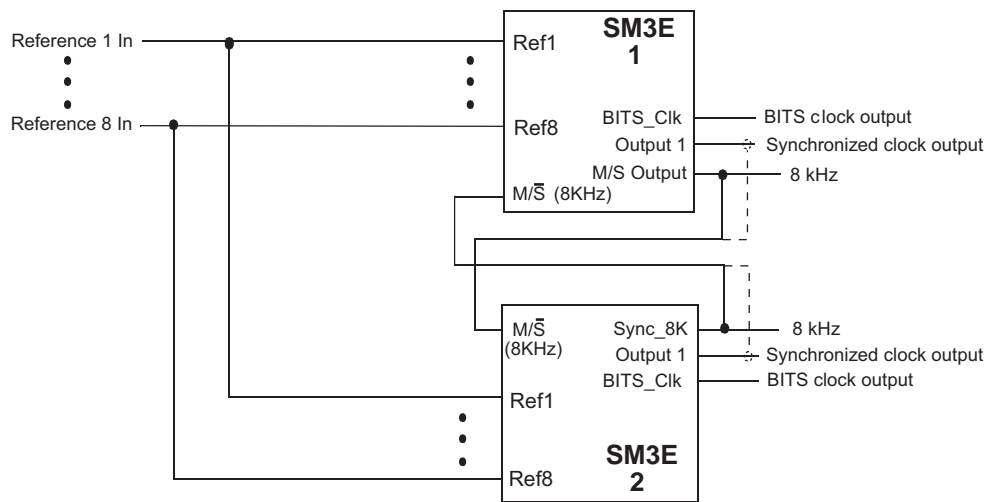 Reference 1 In
Reference 8 In
Ref1
SM3E
1
Ref8
BITS_Clk
Output 1
M/S Output
M/S̅ (8KHz)
BITS clock output
Synchronized clock output
8 kHz
M/S̅
(8KHz)
Sync_8K
Output 1
BITS_Clk
8 kHz
Synchronized clock output
BITS clock output
Ref1
Ref8
SM3E
2